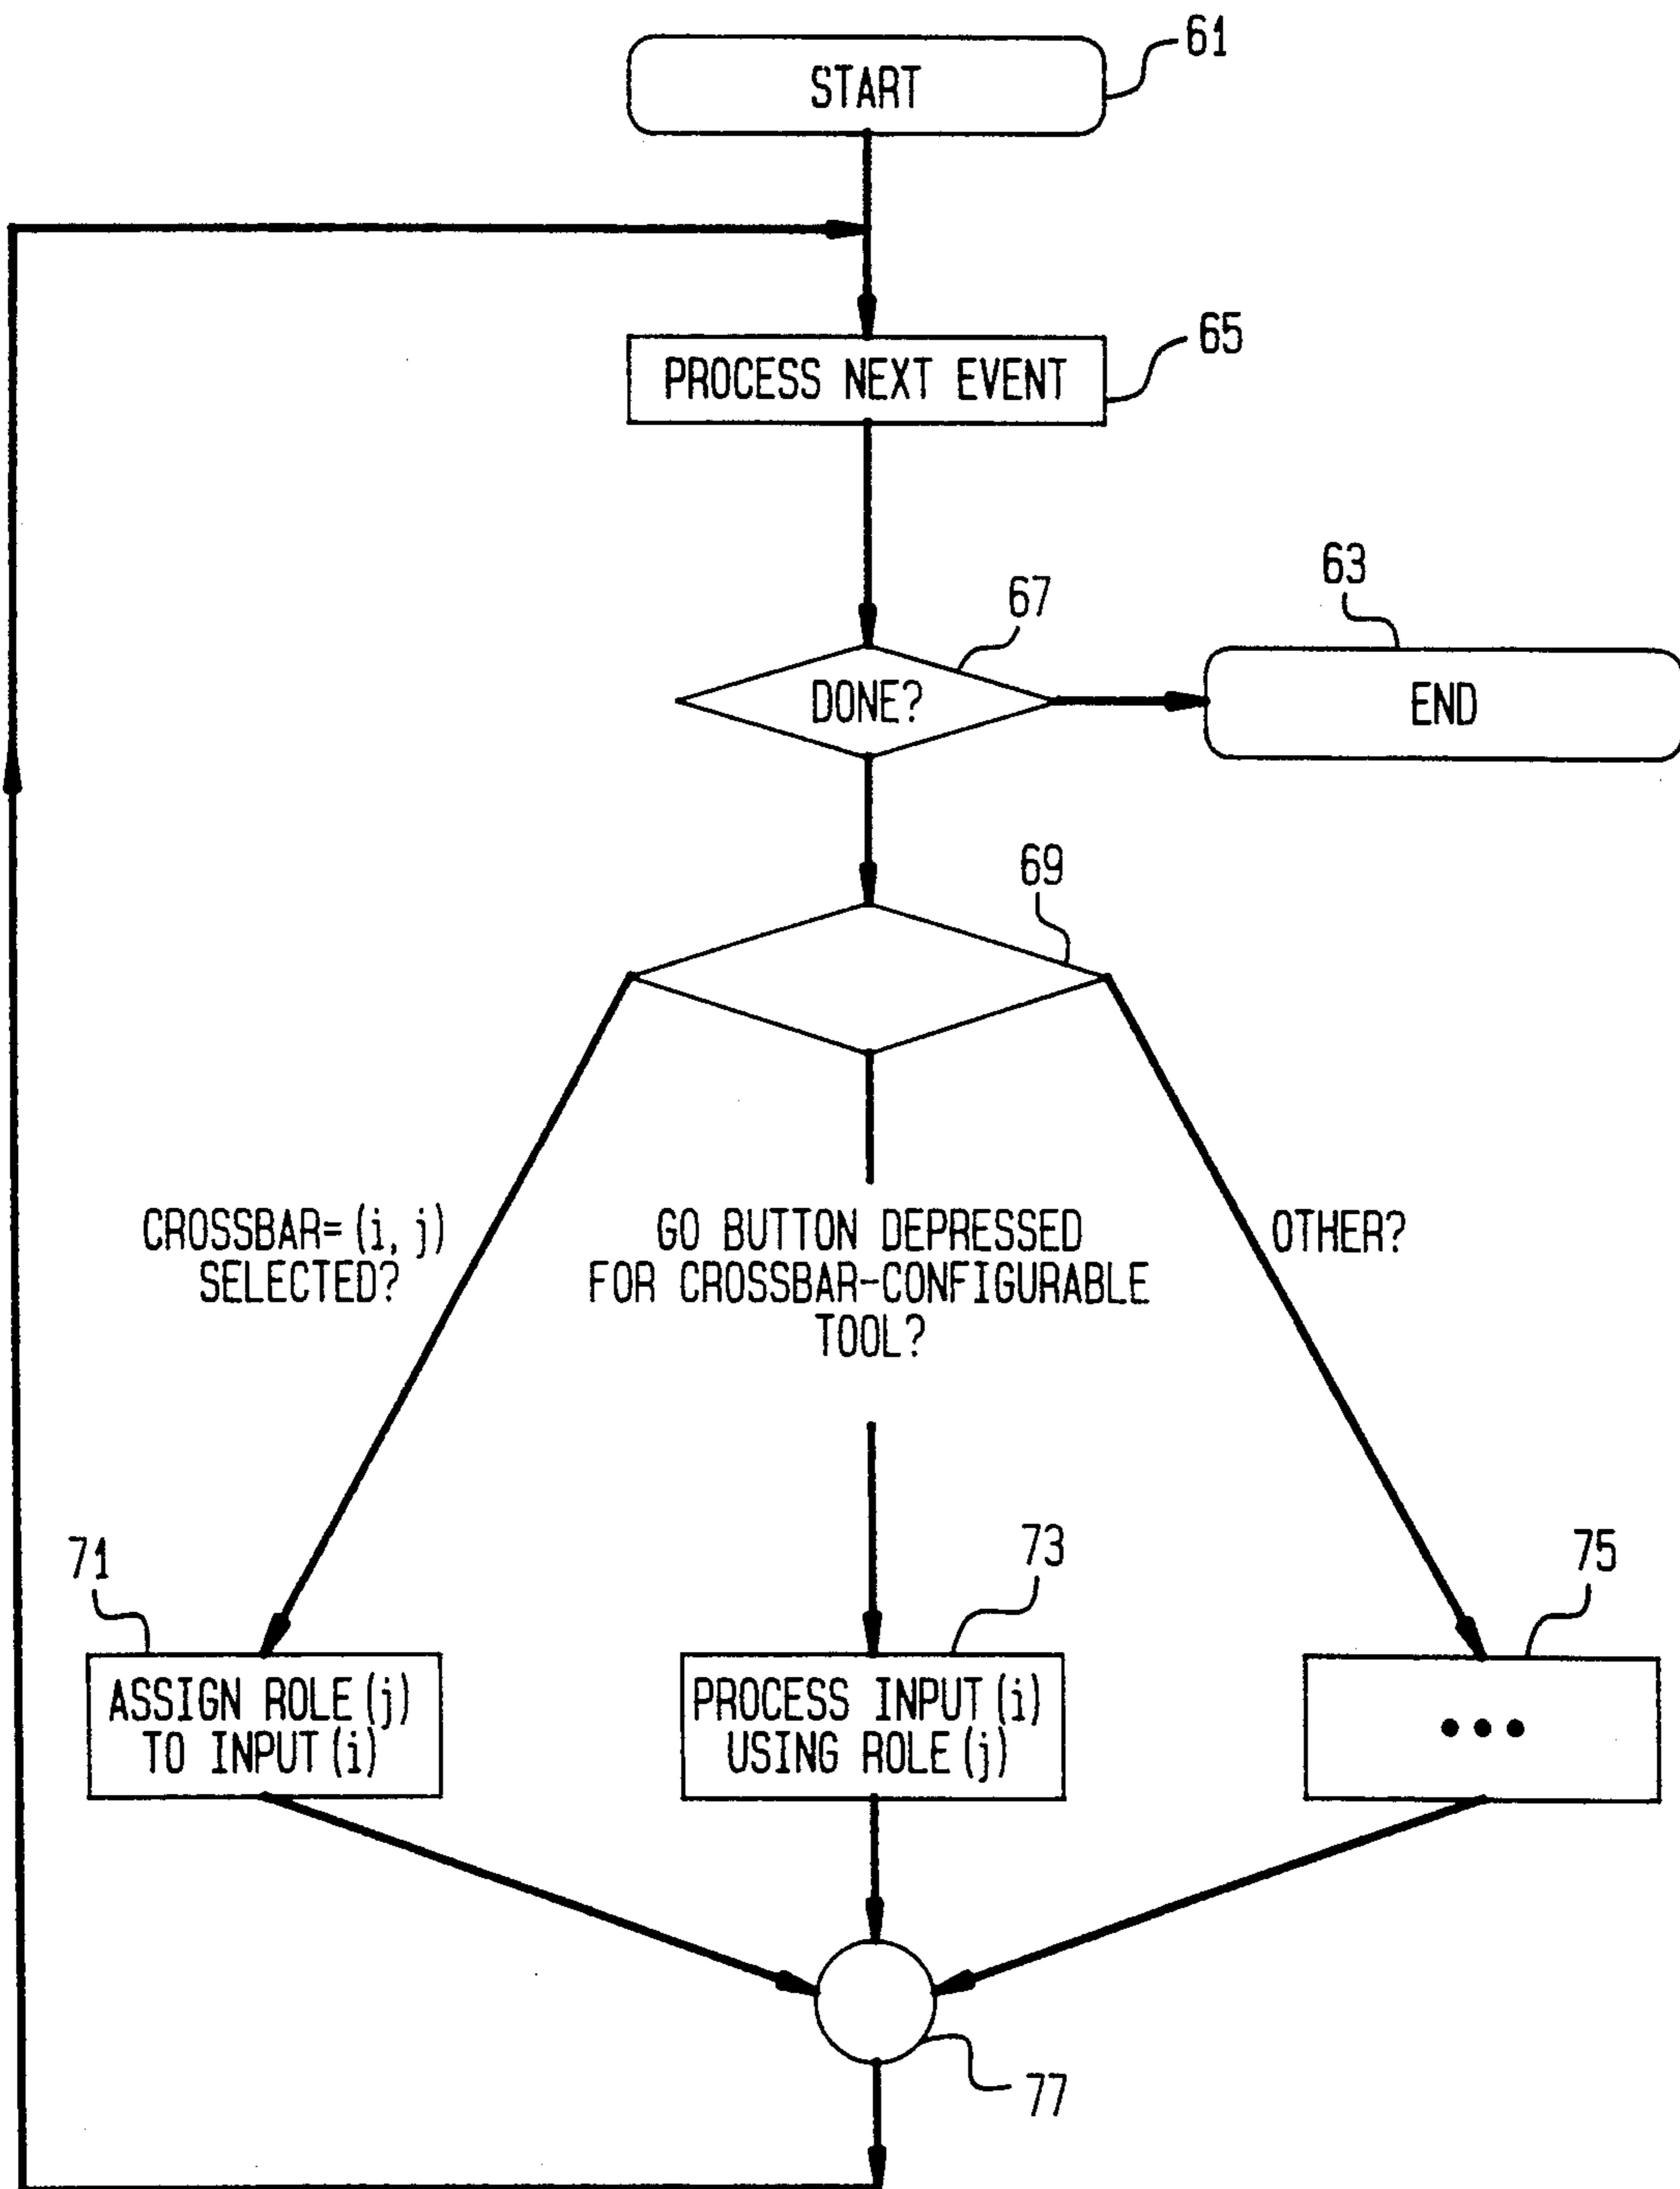 61
START
65
PROCESS NEXT EVENT
67
63
DONE?
END
69
CROSSBAR=(i, j)
SELECTED?
GO BUTTON DEPRESSED
FOR CROSSBAR-CONFIGURABLE
TOOL?
OTHER?
71
73
75
ASSIGN ROLE(j)
TO INPUT(i)
PROCESS INPUT(i)
USING ROLE(j)
•••
77